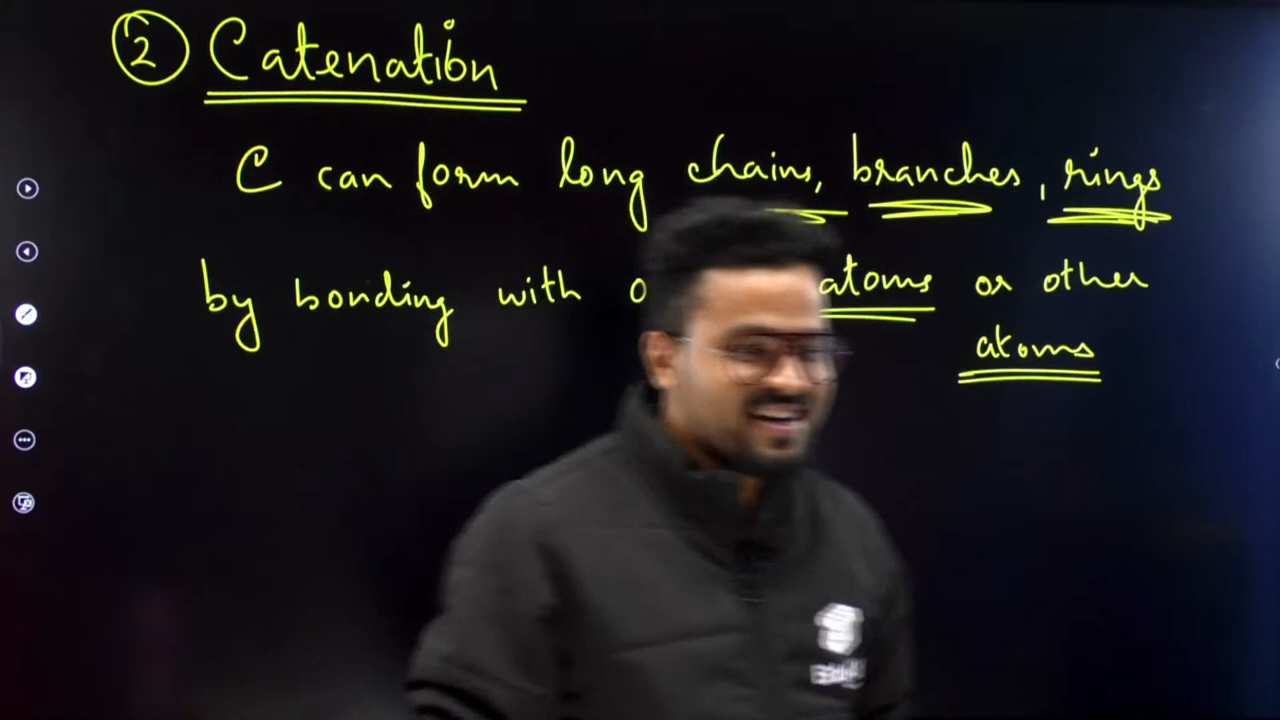 ② Catenation
C can form long chains, branches, rings
by bonding with atoms or other
atoms